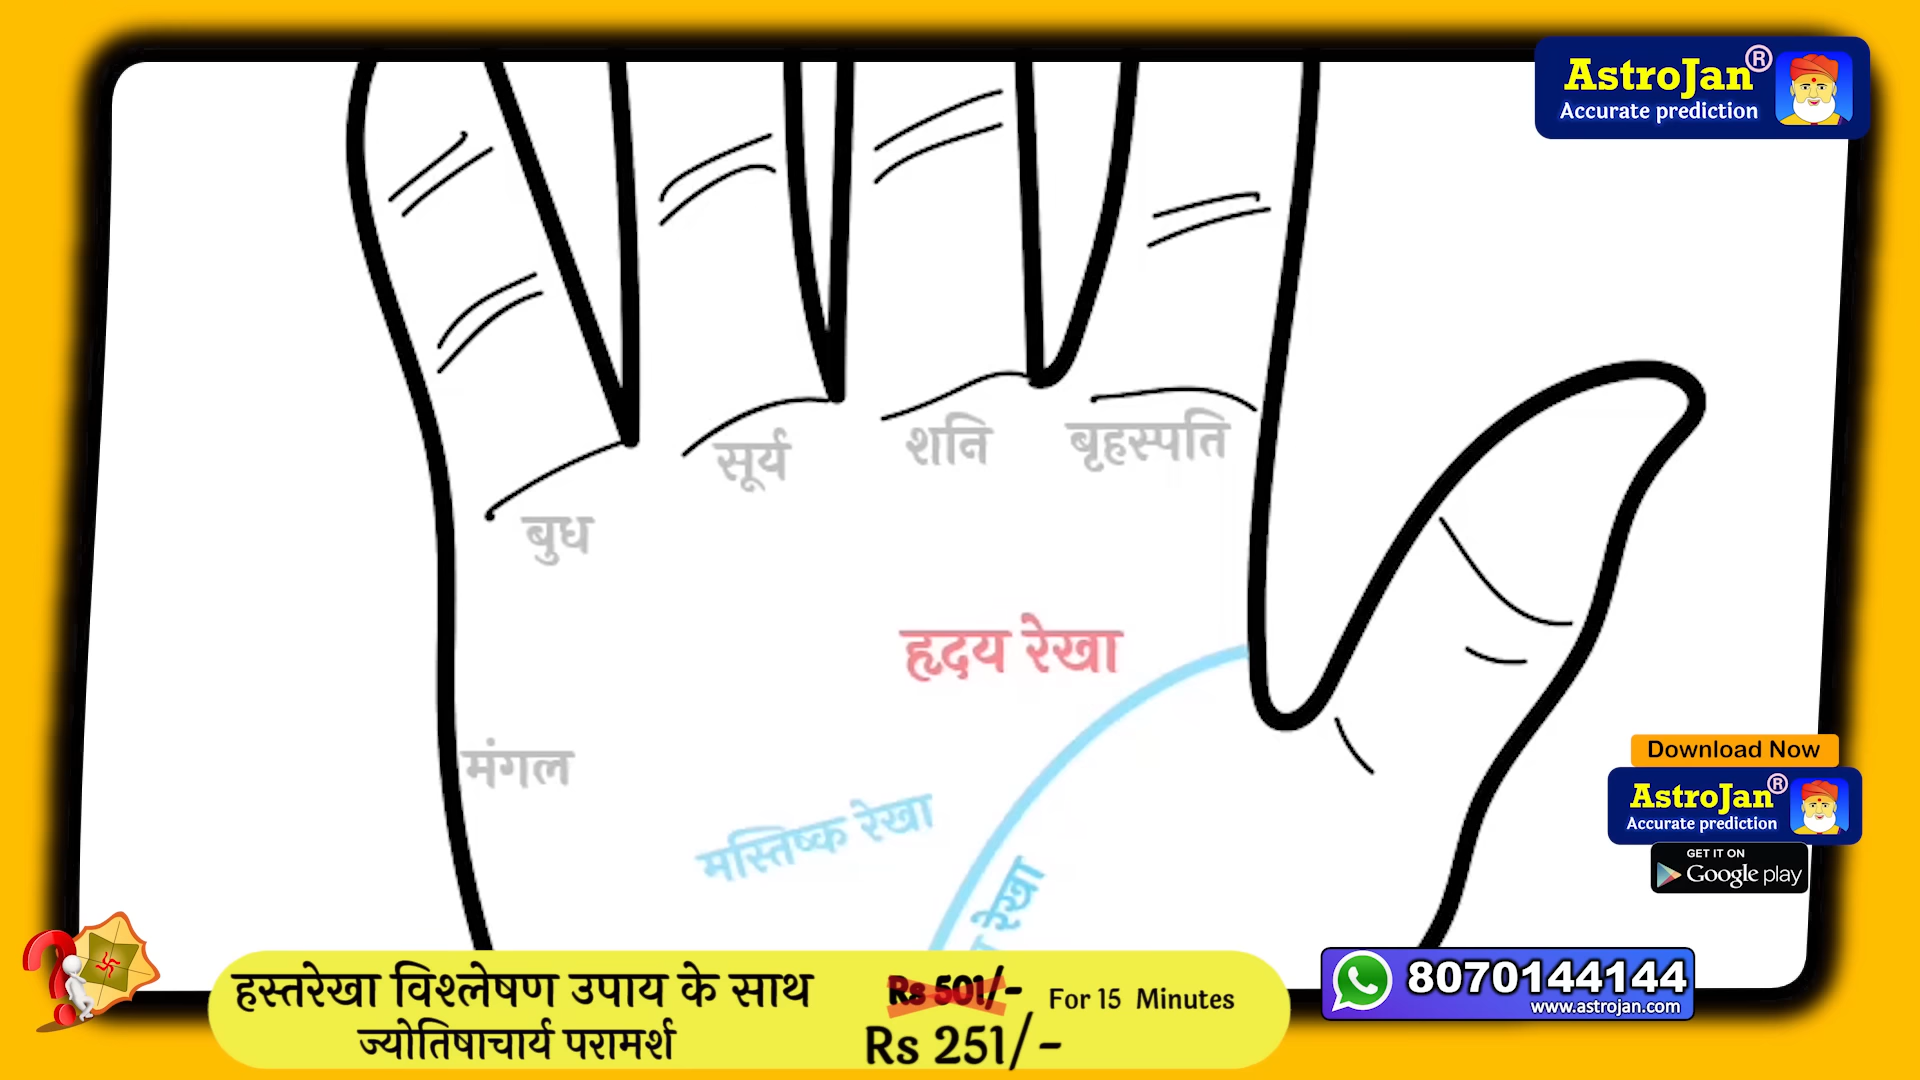 AstroJan®
Accurate prediction
सूर्य
शनि
बृहस्पति
बुध
हृदय रेखा
मंगल
मस्तिष्क रेखा
रेखा
Download Now
AstroJan®
Accurate prediction
GET IT ON
Google play
हस्तरेखा विश्लेषण उपाय के साथ
ज्योतिषाचार्य परामर्श
Rs 501/-
For 15 Minutes
Rs 251/-
8070144144
www.astrojan.com